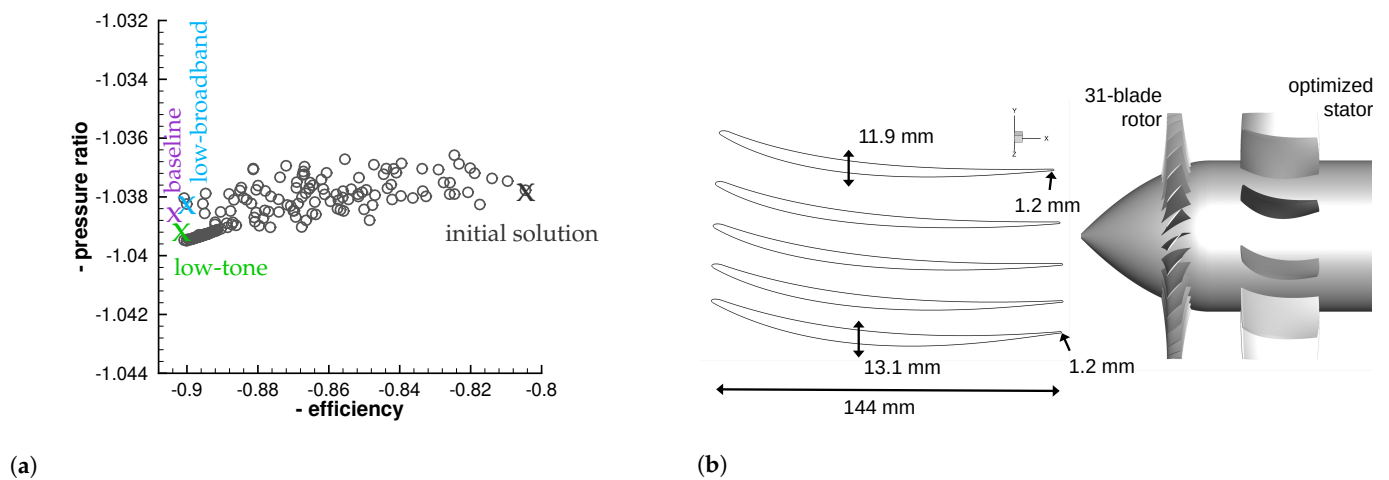 -1.032
-1.034
-1.036
-1.038
-1.04
-1.042
-1.044
- pressure ratio
baseline
low-broadband
x
x
x
x
low-tone
initial solution
-0.9
-0.88
-0.86
-0.84
-0.82
-0.8
- efficiency
(a)
11.9 mm
Y
X
Z
1.2 mm
13.1 mm
1.2 mm
144 mm
31-blade
rotor
optimized
stator
(b)